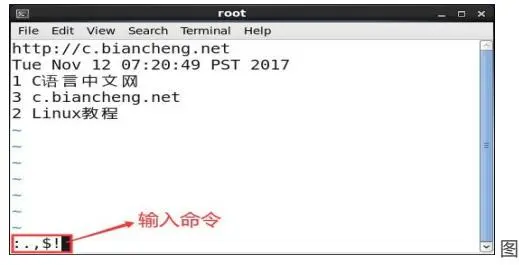 root
File Edit View Search Terminal Help
http://c.biancheng.net
Tue Nov 12 07:20:49 PST 2017
1 C语言中文网
3 c.biancheng.net
2 Linux教程
~
~
~
~
~
~
~
输入命令
:.,$!
图